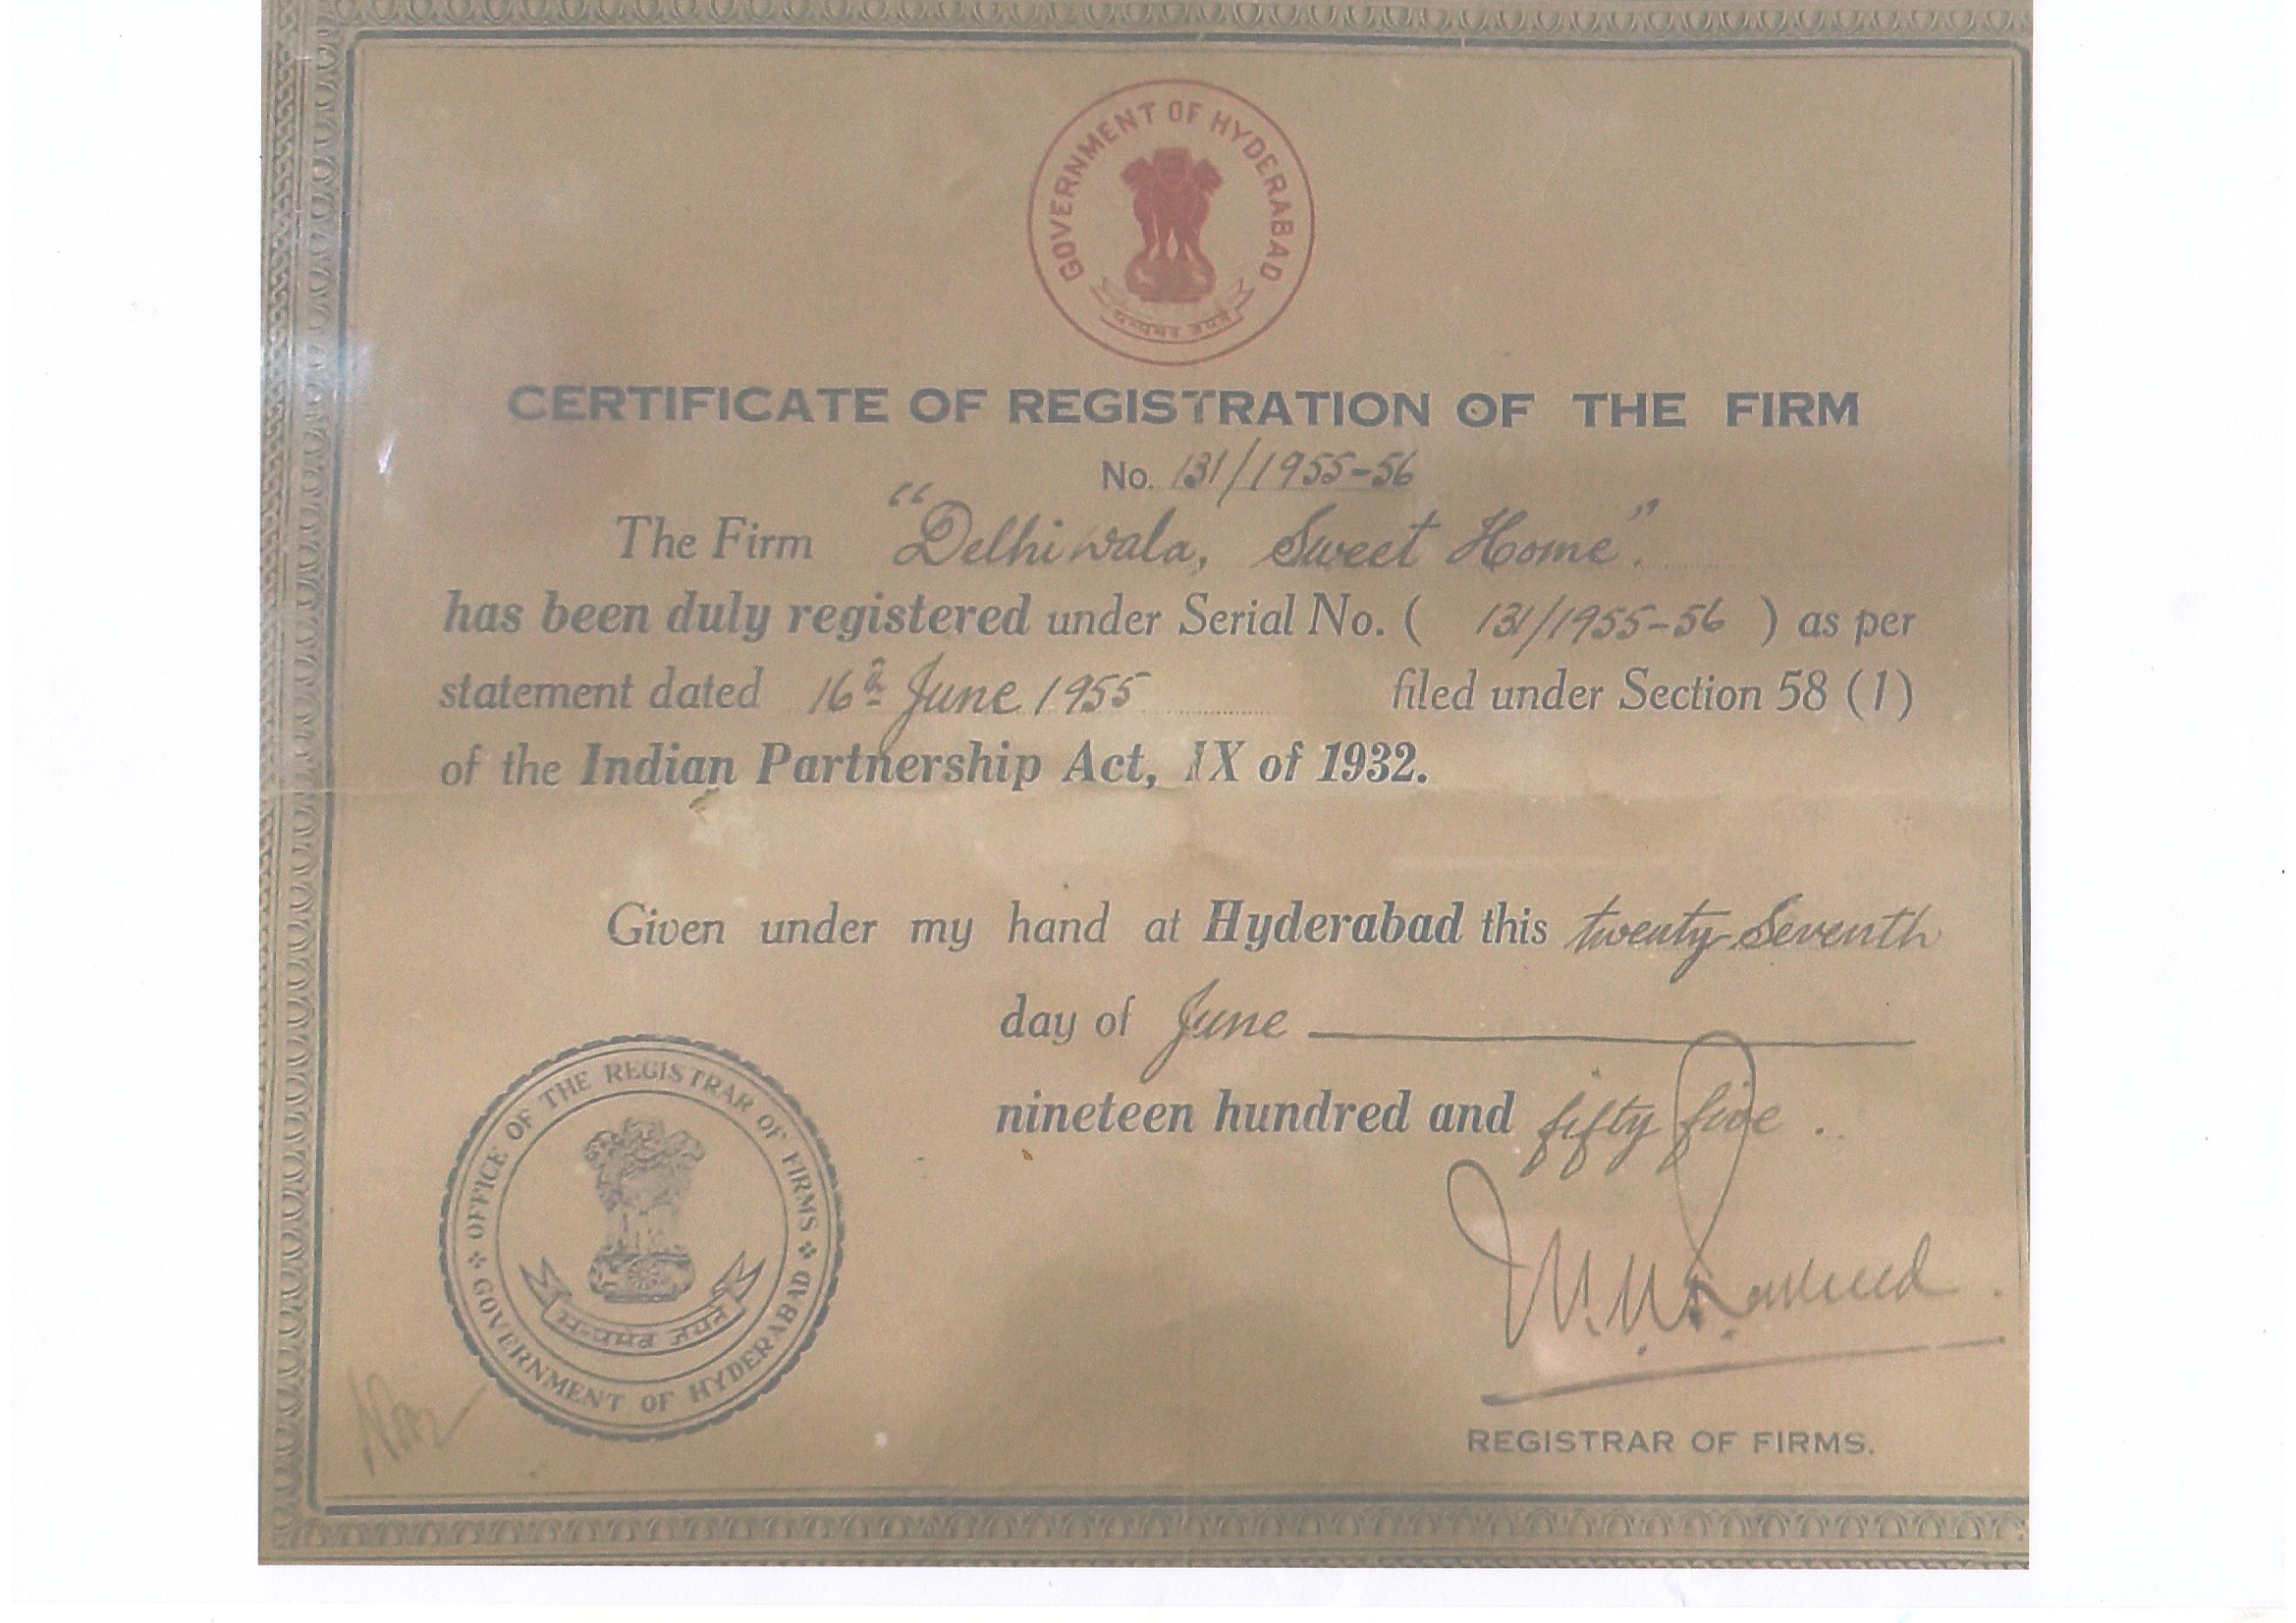 GOVERNMENT OF HYDERABAD
CERTIFICATE OF REGISTRATION OF THE FIRM
No. 131/1955-56
The Firm "Delhiwala, Sweet Home".
has been duly registered under Serial No. ( 131/1955-56 ) as per
statement dated 16th June 1955 filed under Section 58 (1)
of the Indian Partnership Act, IX of 1932.
Given under my hand at Hyderabad this twenty Seventh
day of June
nineteen hundred and fifty five.
OFFICE OF THE REGISTRAR OF FIRMS
GOVERNMENT OF HYDERABAD
REGISTRAR OF FIRMS.